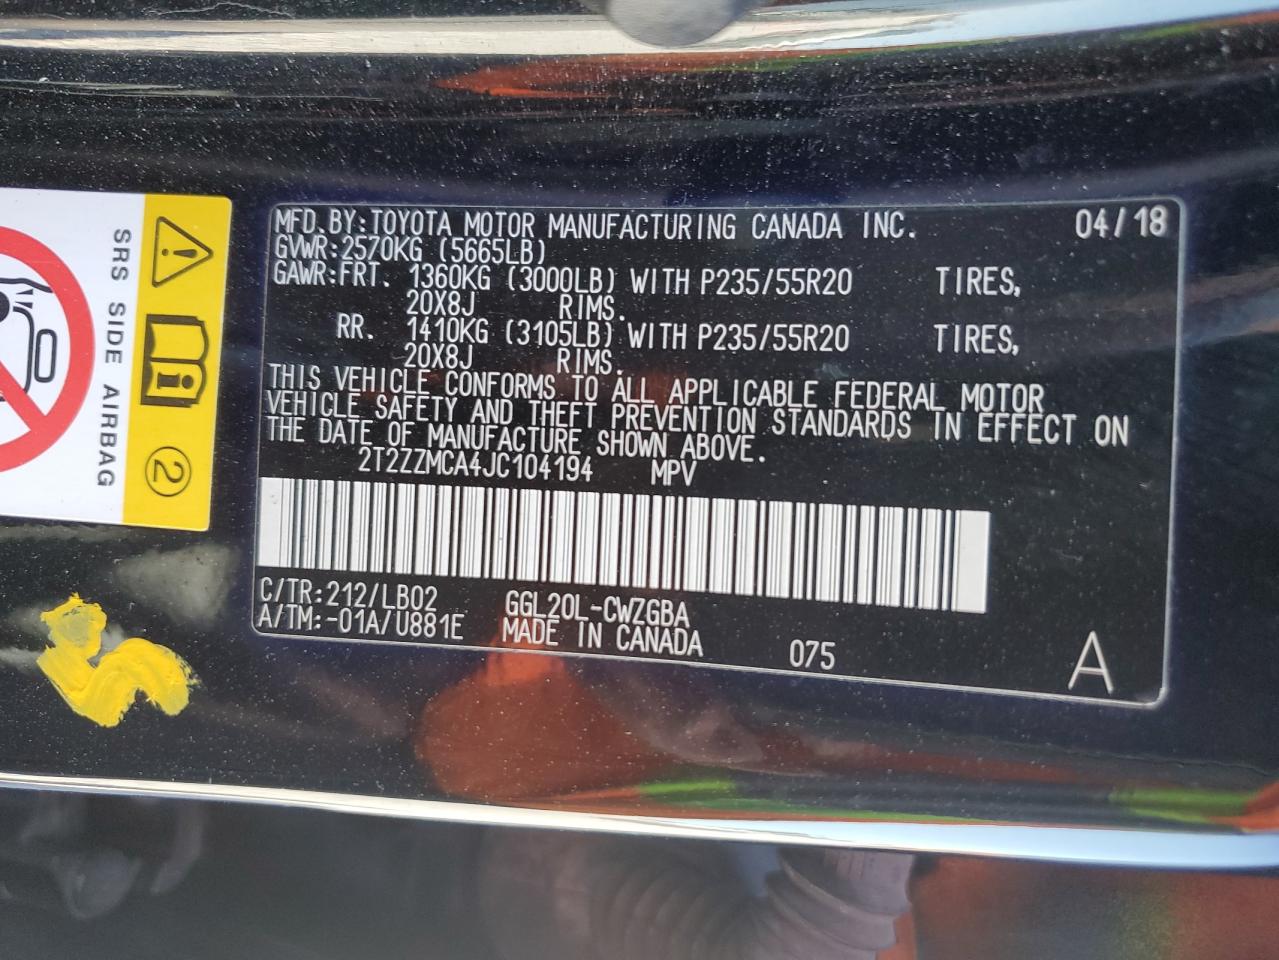 MFD.BY:TOYOTA MOTOR MANUFACTURING CANADA INC. 04/18
GVWR:2570KG (5665LB)
GAWR:FRT. 1360KG (3000LB) WITH P235/55R20 TIRES,
20X8J RIMS.
RR. 1410KG (3105LB) WITH P235/55R20 TIRES,
20X8J RIMS.
THIS VEHICLE CONFORMS TO ALL APPLICABLE FEDERAL MOTOR
VEHICLE SAFETY AND THEFT PREVENTION STANDARDS IN EFFECT ON
THE DATE OF MANUFACTURE SHOWN ABOVE.
2T2ZZMCA4JC104194 MPV
C/TR:212/LB02 GGL20L-CWZGBA
A/TM:-01A/U881E MADE IN CANADA 075 A
SRS SIDE AIRBAG
2